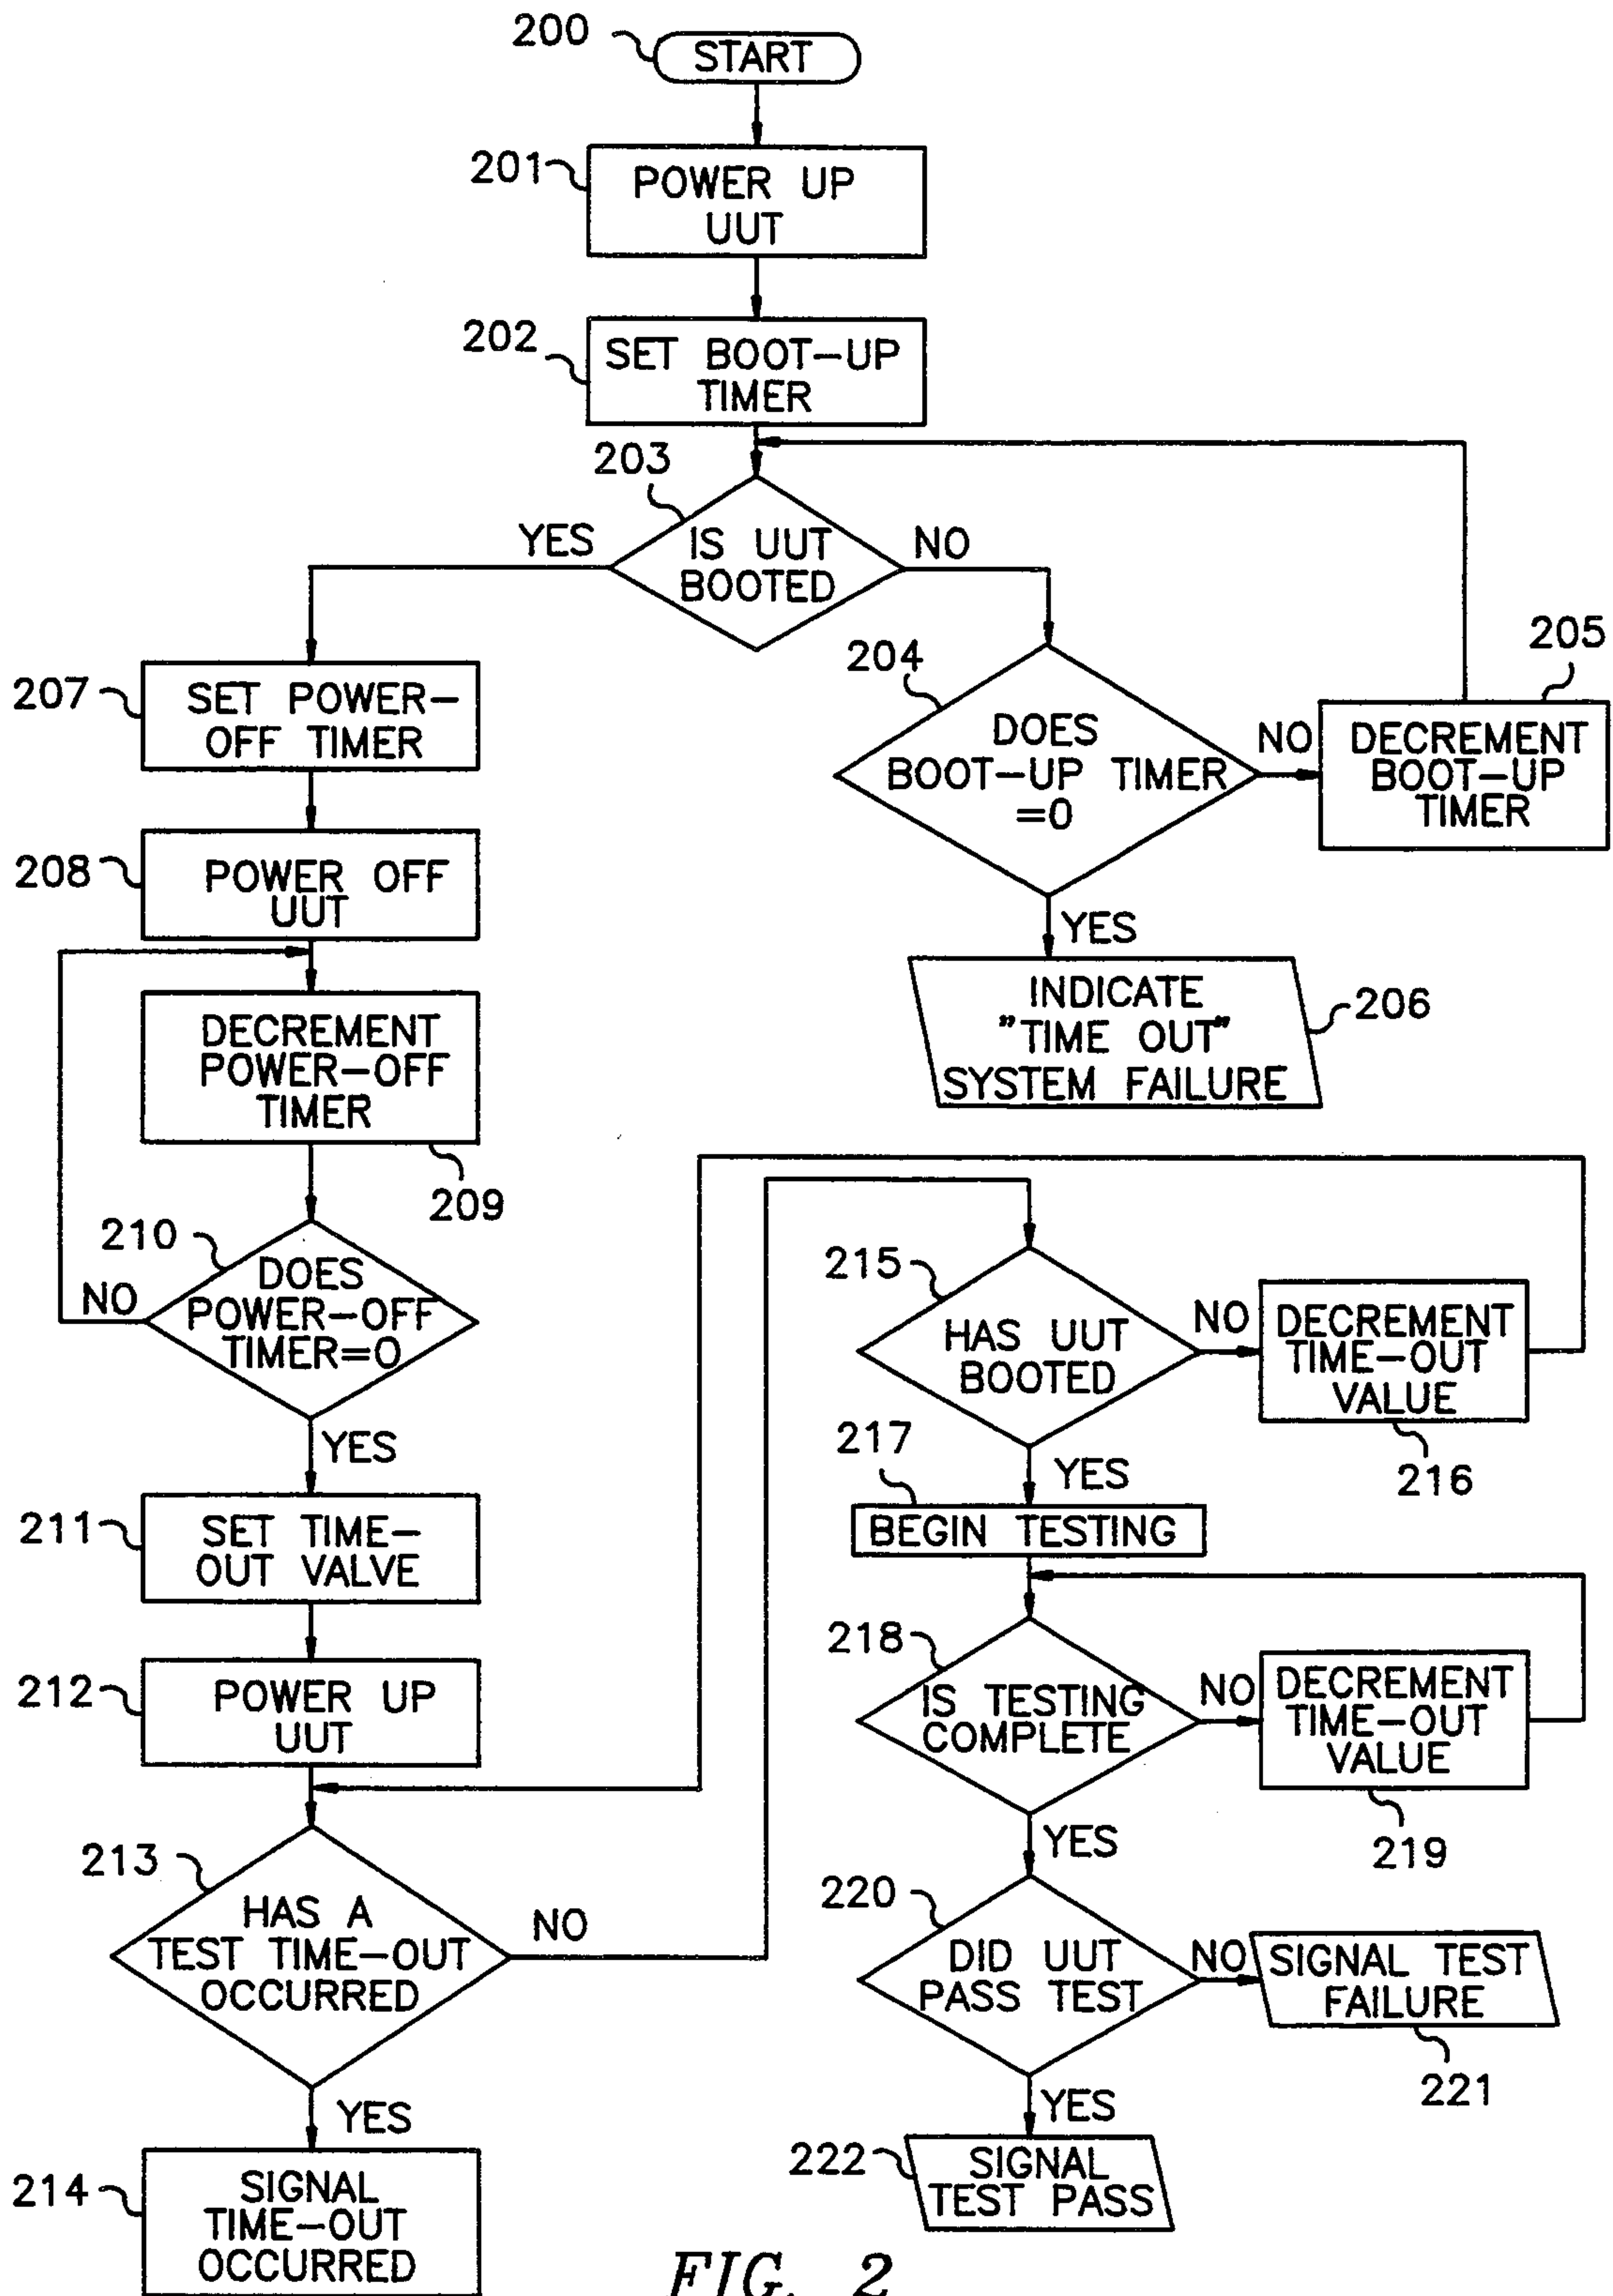 200
START
201
POWER UP
UUT
202
SET BOOT-UP
TIMER
203
IS UUT
BOOTED
YES
NO
204
DOES
BOOT-UP TIMER
=0
NO
205
DECREMENT
BOOT-UP
TIMER
YES
INDICATE
"TIME OUT"
SYSTEM FAILURE
206
207
SET POWER-
OFF TIMER
208
POWER OFF
UUT
DECREMENT
POWER-OFF
TIMER
209
210
DOES
POWER-OFF
TIMER=0
NO
YES
211
SET TIME-
OUT VALVE
212
POWER UP
UUT
213
HAS A
TEST TIME-OUT
OCCURRED
NO
YES
214
SIGNAL
TIME-OUT
OCCURRED
215
HAS UUT
BOOTED
NO
DECREMENT
TIME-OUT
VALUE
216
YES
217
BEGIN TESTING
218
IS TESTING
COMPLETE
NO
DECREMENT
TIME-OUT
VALUE
219
YES
220
DID UUT
PASS TEST
NO
SIGNAL TEST
FAILURE
221
YES
222
SIGNAL
TEST PASS
FIG. 2